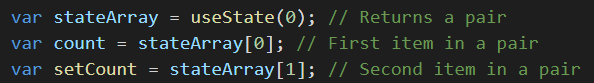 var stateArray = useState(0); // Returns a pair
var count = stateArray[0]; // First item in a pair
var setCount = stateArray[1]; // Second item in a pair